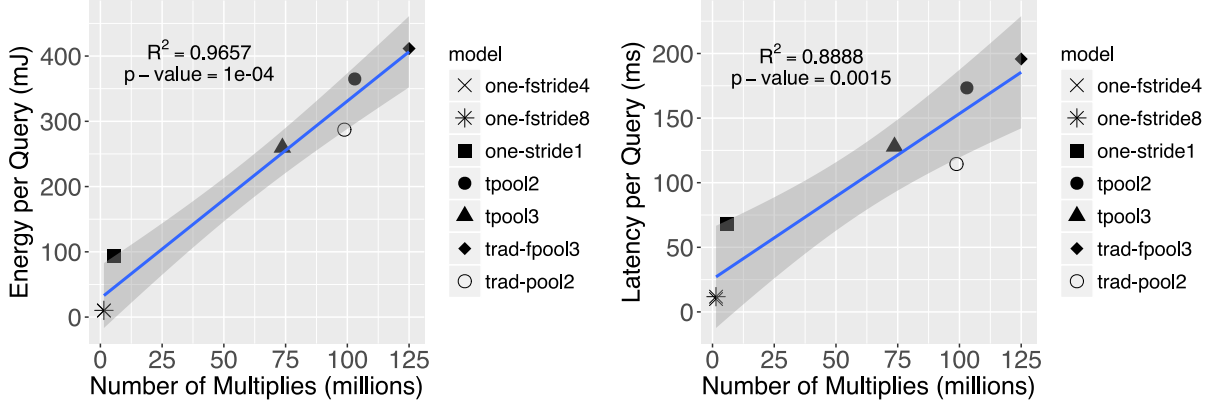 R2 = 0.9657
p − value = 1e−04
Energy per Query (mJ)
400
300
200
100
0
0 25 50 75 100 125
Number of Multiplies (millions)
model
one-fstride4
one-fstride8
one-stride1
tpool2
tpool3
trad-fpool3
trad-pool2
R2 = 0.8888
p − value = 0.0015
Latency per Query (ms)
200
150
100
50
0
0 25 50 75 100 125
Number of Multiplies (millions)
model
one-fstride4
one-fstride8
one-stride1
tpool2
tpool3
trad-fpool3
trad-pool2